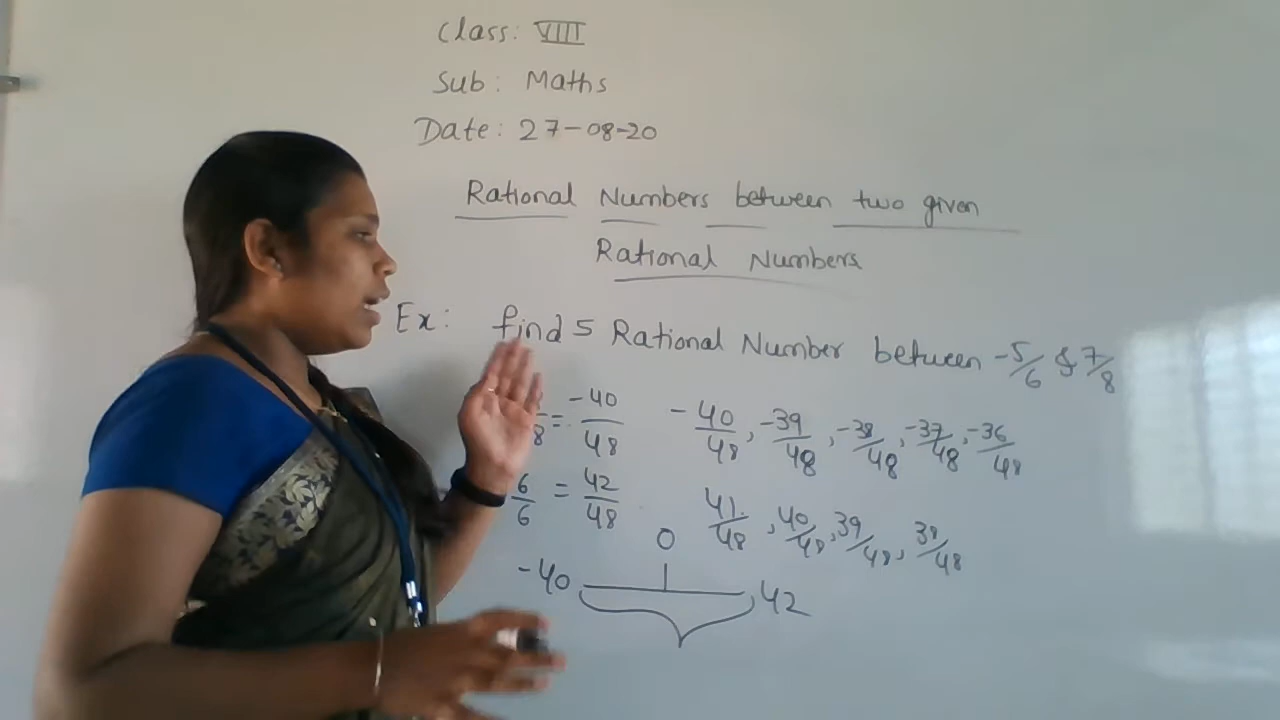 Class: VIII
Sub: Maths
Date: 27-08-20
Rational Numbers between two given
Rational Numbers
Ex: find 5 Rational Number between -5/6 & 7/8
8 = -40/48
-40/48, -39/48, -38/48, -37/48, -36/48
6/6 = 42/48
41/48, 40/48, 39/48, 38/48
0
-40 42